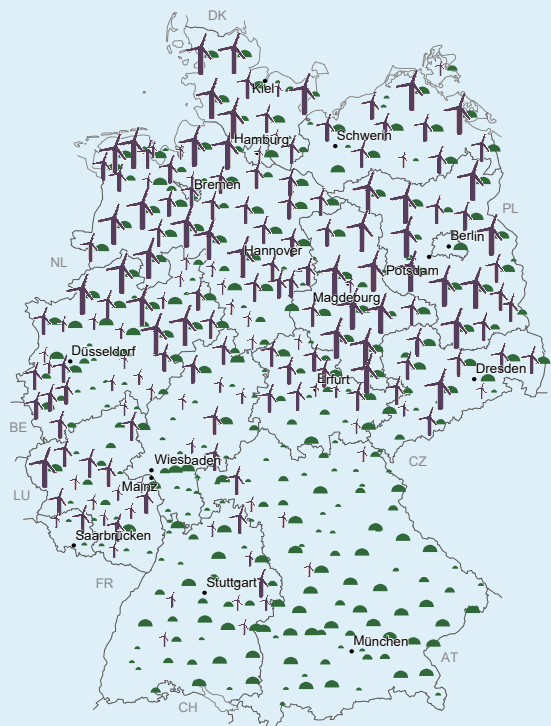 DK
Kiel
Schwerin
Hamburg
Bremen
PL
Berlin
NL
Hannover
Potsdam
Magdeburg
Düsseldorf
Erfurt
Dresden
BE
Wiesbaden
CZ
Mainz
LU
Saarbrücken
FR
Stuttgart
München
AT
CH